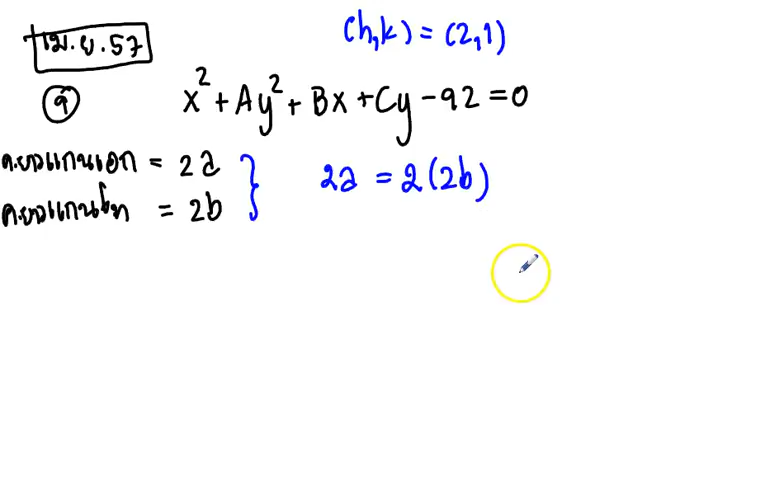 เม.ย.57
(h,k) = (2,1)
9 x² + Ay² + Bx + Cy - 92 = 0
ค.ยาวแกนเอก = 2a } 2a = 2(2b)
ค.ยาวแกนโท = 2b